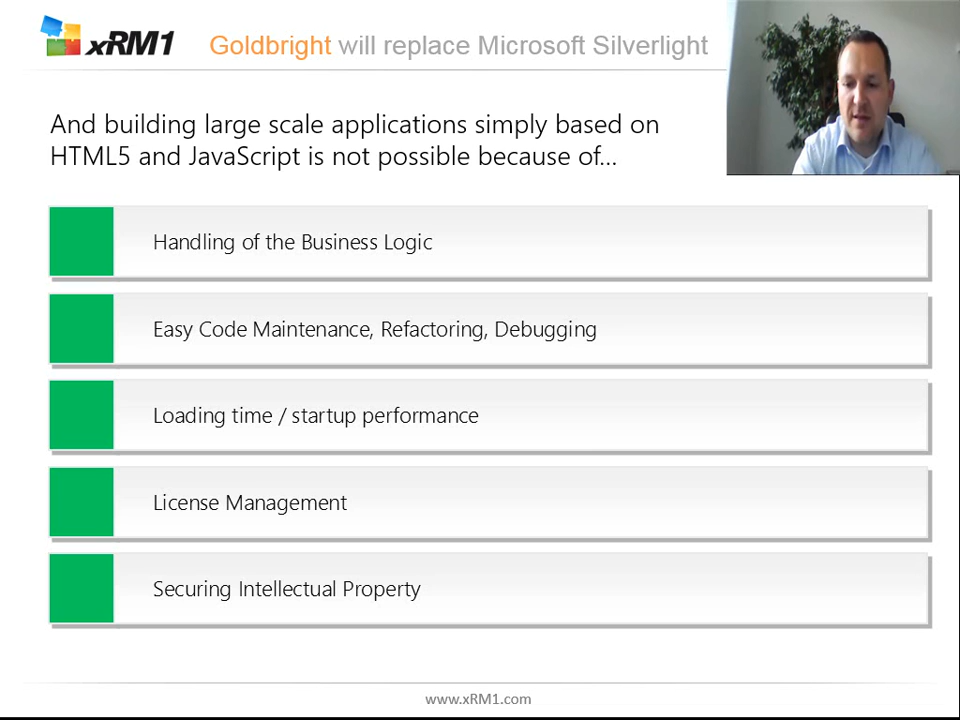 xRM1
Goldbright will replace Microsoft Silverlight
And building large scale applications simply based on
HTML5 and JavaScript is not possible because of...
Handling of the Business Logic
Easy Code Maintenance, Refactoring, Debugging
Loading time / startup performance
License Management
Securing Intellectual Property
www.xRM1.com